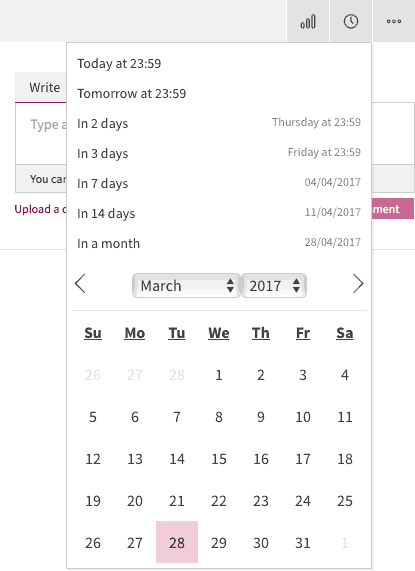 Today at 23:59
Tomorrow at 23:59
In 2 days Thursday at 23:59
In 3 days Friday at 23:59
In 7 days 04/04/2017
In 14 days 11/04/2017
In a month 28/04/2017
Write
Type a
You can
Upload a
ment
March 2017
Su Mo Tu We Th Fr Sa
26 27 28 1 2 3 4
5 6 7 8 9 10 11
12 13 14 15 16 17 18
19 20 21 22 23 24 25
26 27 28 29 30 31 1